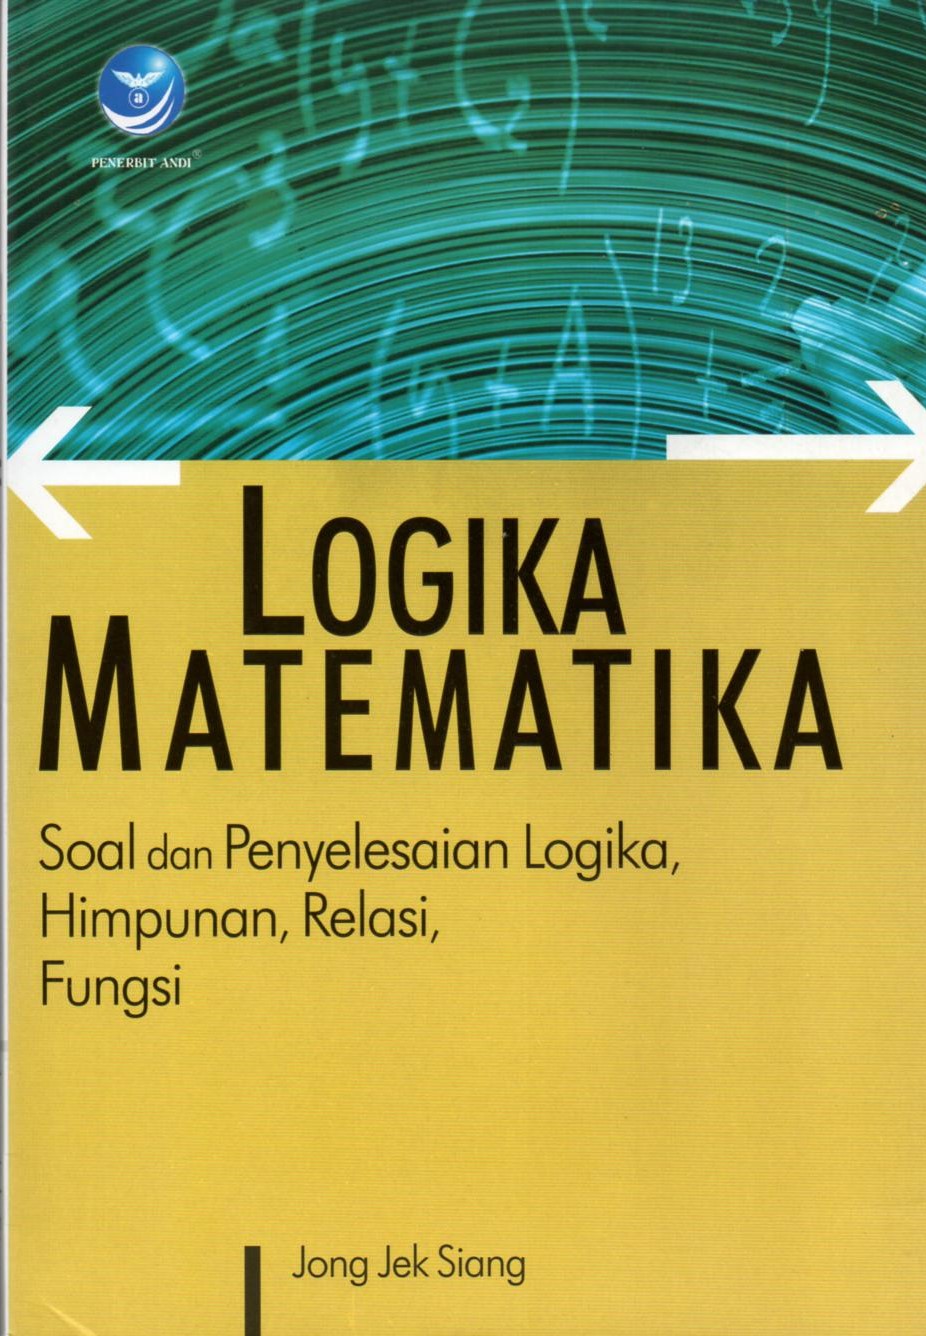 PENERBIT ANDI®
LOGIKA
MATEMATIKA
Soal dan Penyelesaian Logika,
Himpunan, Relasi,
Fungsi
Jong Jek Siang